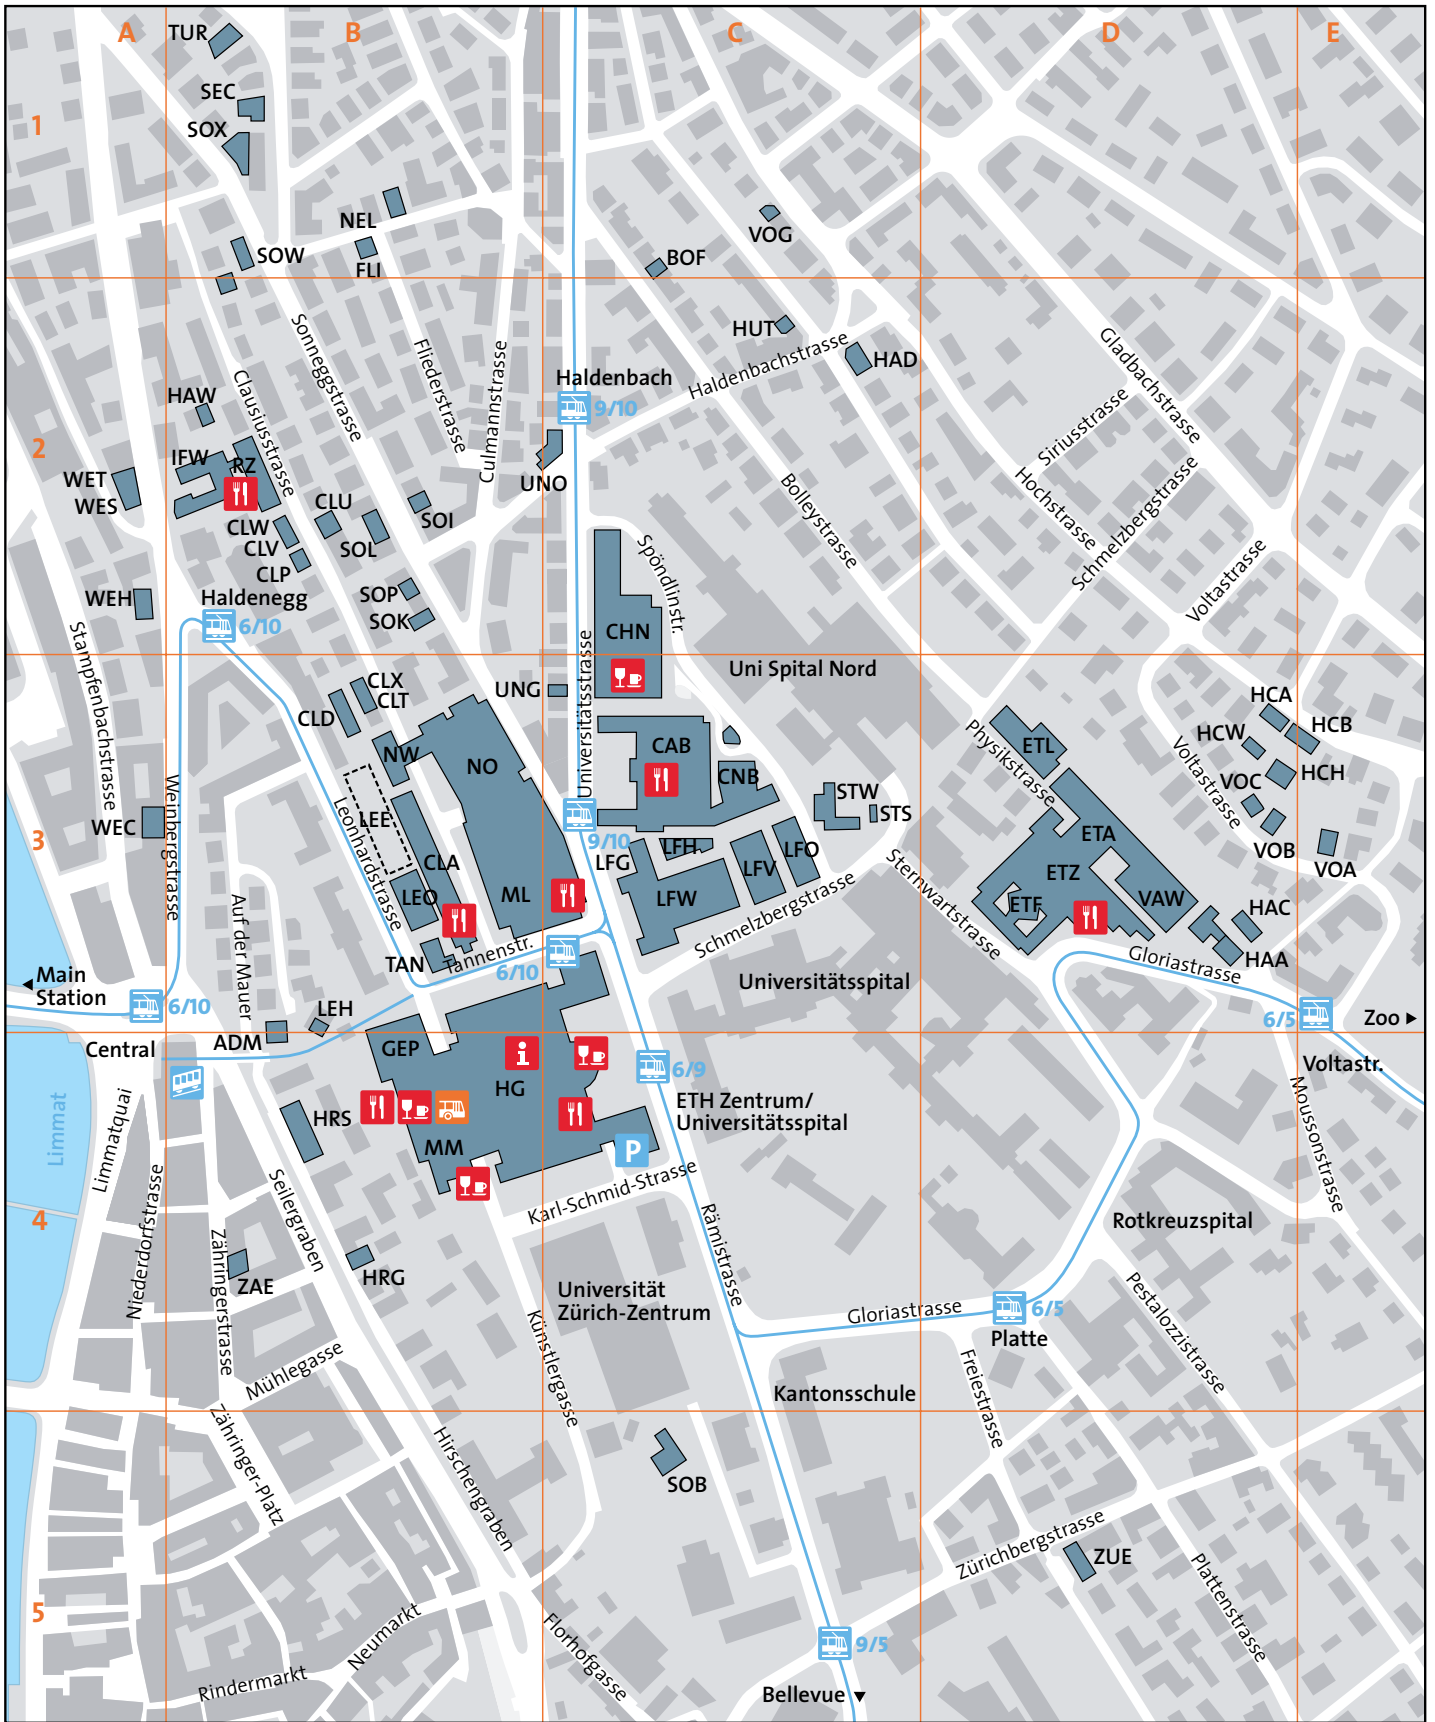 A
B
C
D
E
TUR
SEC
1
SOX
NEL
VOG
SOW
FLI
BOF
Sonneggstrasse
HUT
Haldenbachstrasse
HAD
Gladbachstrasse
Fliederstrasse
Culmannstrasse
Clausiusstrasse
Haldenbach
9/10
HAW
Siriusstrasse
2
IFW
RZ
WET
WES
UNO
Hochstrasse
Schmelzbergstrasse
Bolleystrasse
CLU
SOI
CLW
CLV
SOL
CLP
Spöndlinstr.
Voltastrasse
WEH
Haldenegg
6/10
SOP
SOK
CHN
Stampfenbachstrasse
Universitätsstrasse
Uni Spital Nord
CLX
CLT
UNG
CLD
HCA
HCB
HCW
HCH
VOC
VOB
VOA
Physikstrasse
ETL
Voltastrasse
NW
NO
CAB
CNB
STW
STS
WEC
Weinbergstrasse
Leonhardstrasse
LEE
3
9/10
LFG
LFH
LFO
LFV
LFW
ETA
ETZ
ETF
VAW
CLA
LEO
ML
Schmelzbergstrasse
Sternwartstrasse
HAC
HAA
Auf der Mauer
TAN
Tannenstr.
6/10
Main
Station
6/10
Universitätsspital
Gloriastrasse
LEH
6/5
Zoo
ADM
Central
GEP
HG
6/9
Voltastr.
ETH Zentrum/
Universitätsspital
Moussonstrasse
Limmat
Limmatquai
HRS
MM
P
Karl-Schmid-Strasse
Niederdorfstrasse
Seilergraben
4
Rämistrasse
Rotkreuzspital
Zähringerstrasse
ZAE
HRG
Universität
Zürich-Zentrum
Gloriastrasse
6/5
Platte
Pestalozzistrasse
Künstlergasse
Mühlegasse
Freiestrasse
Kantonsschule
Zähringer-Platz
Hirschengraben
SOB
Zürichbergstrasse
ZUE
Plattenstrasse
5
Neumarkt
Florhofgasse
9/5
Rindermarkt
Bellevue